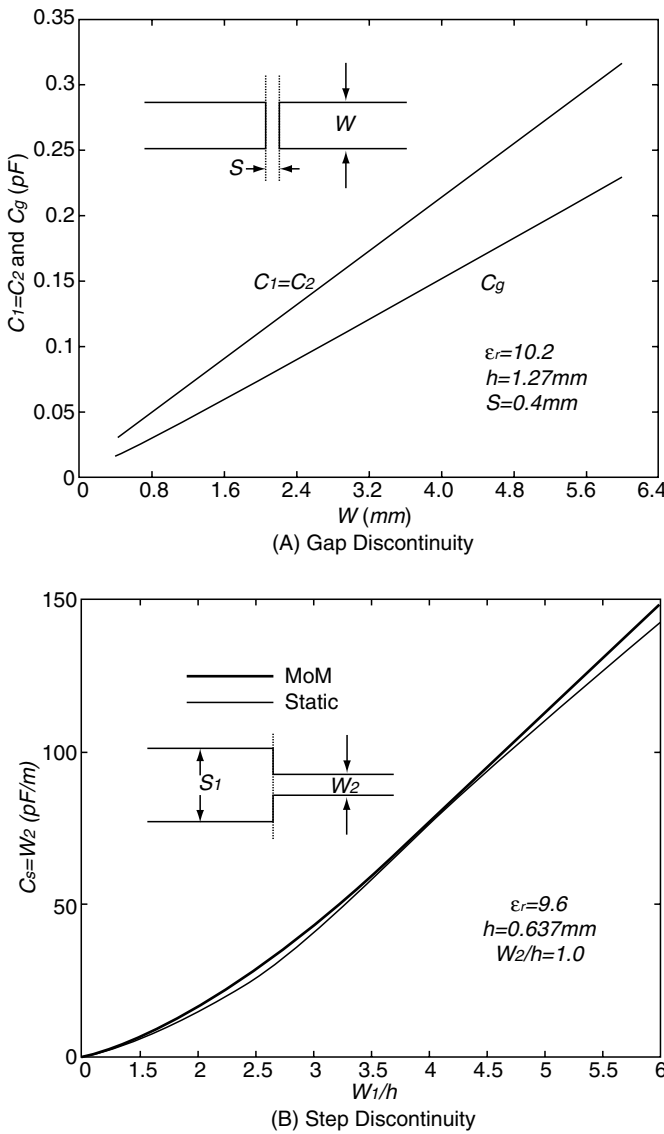 0.35
0.3
0.25
0.2
0.15
0.1
0.05
0
C1=C2 and Cg (pF)
W
S
C1=C2
Cg
εr=10.2
h=1.27mm
S=0.4mm
0 0.8 1.6 2.4 3.2 4.0 4.8 5.6 6.4
W (mm)
(A) Gap Discontinuity
150
100
50
0
Cs=W2 (pF/m)
MoM
Static
S1
W2
εr=9.6
h=0.637mm
W2/h=1.0
0 1.5 2 2.5 3 3.5 4 4.5 5 5.5 6
W1/h
(B) Step Discontinuity